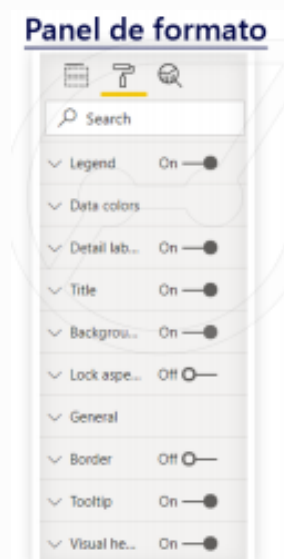 Panel de formato
Search
Legend On
Data colors
Detail lab... On
Title On
Backgrou... On
Lock aspe... Off
General
Border Off
Tooltip On
Visual he... On